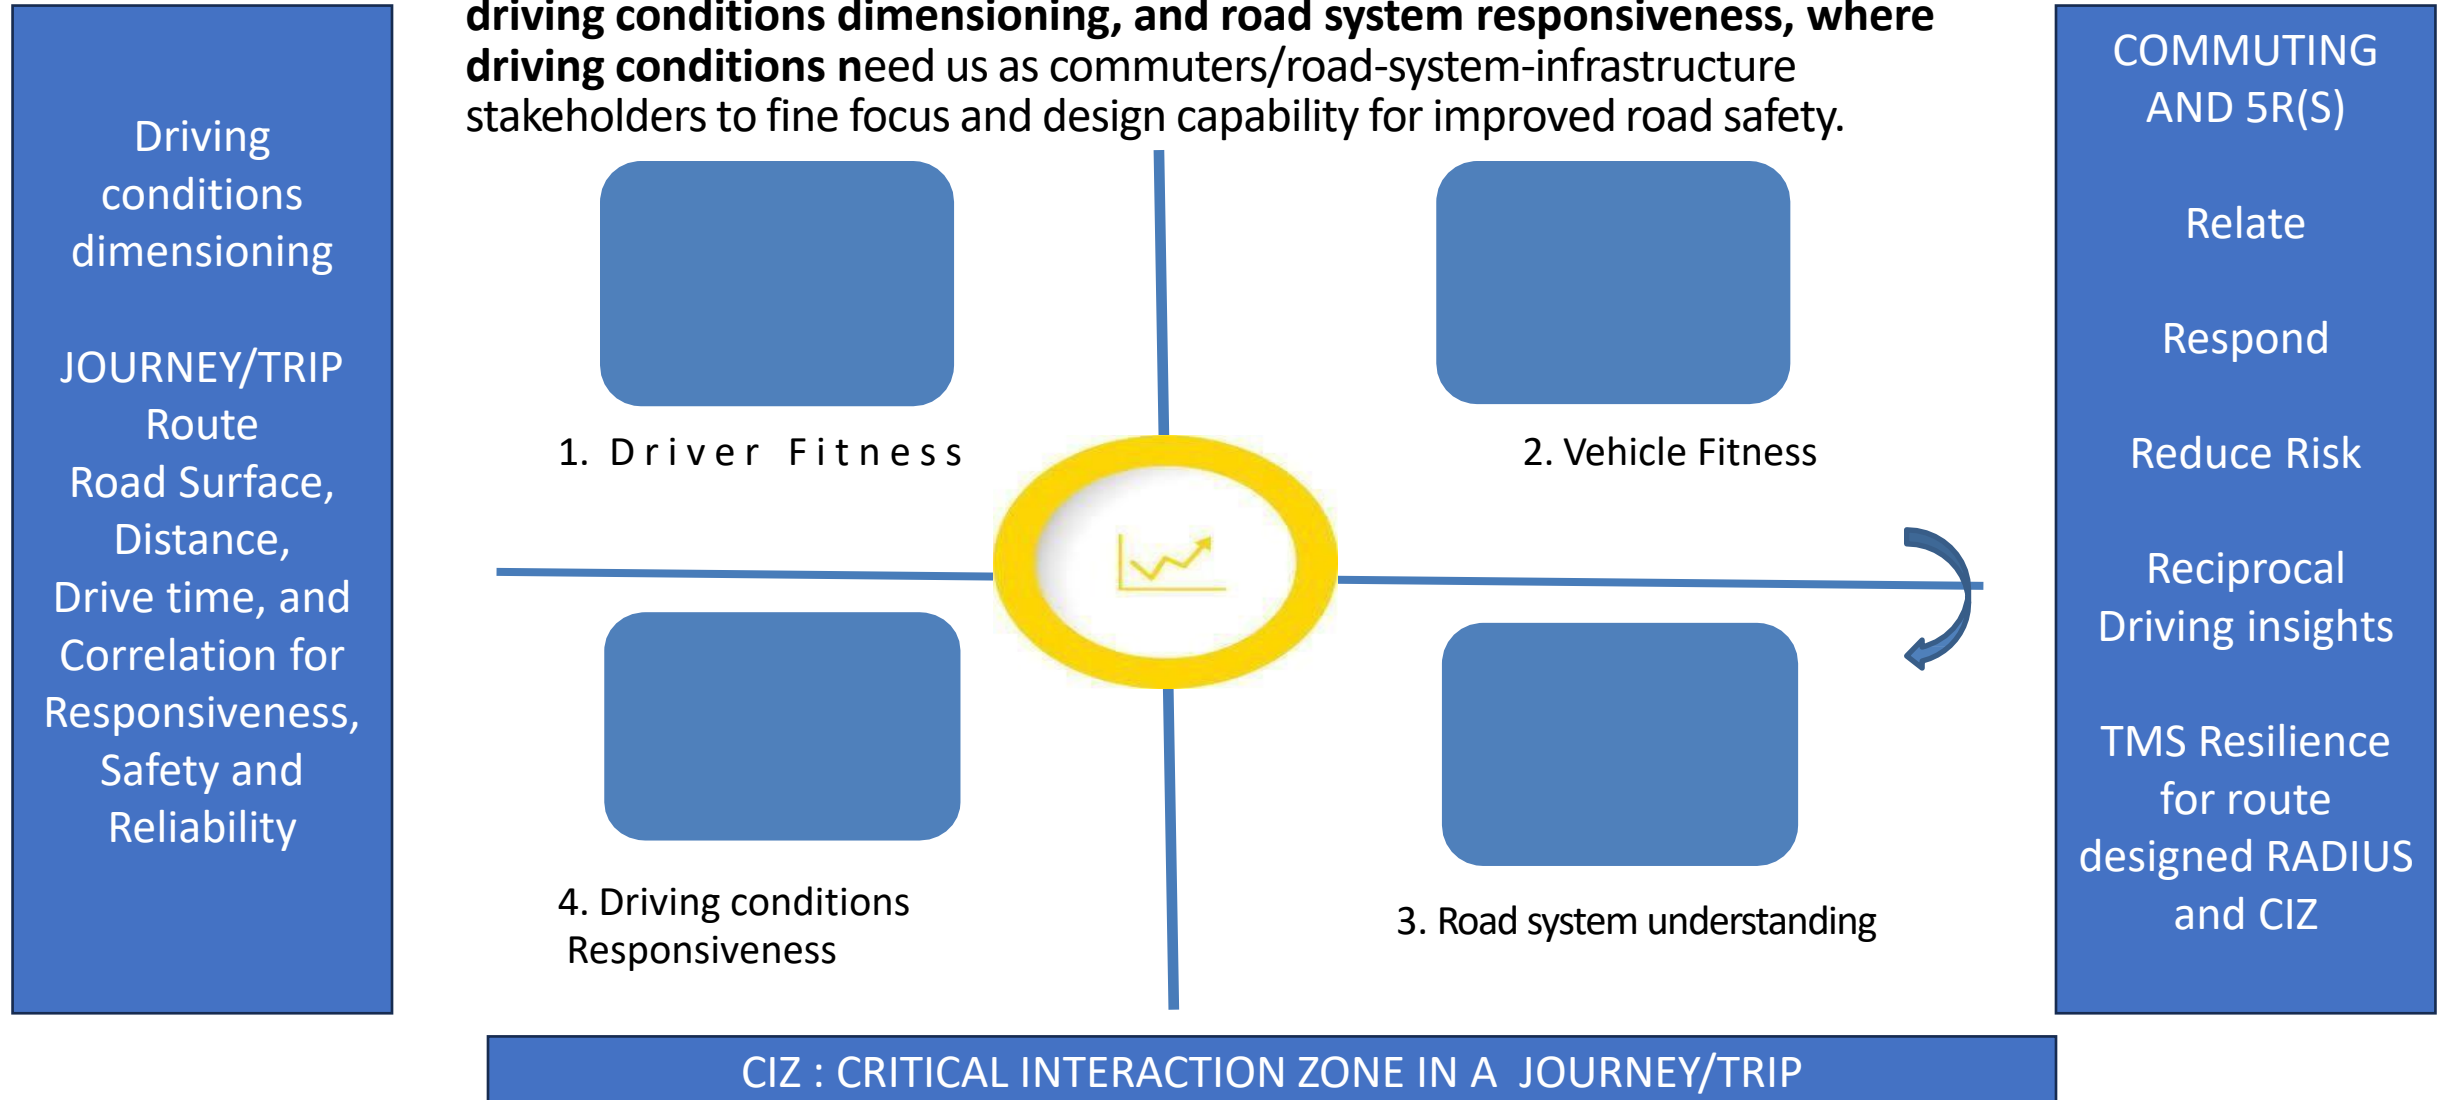 driving conditions dimensioning, and road system responsiveness, where
driving conditions need us as commuters/road-system-infrastructure
stakeholders to fine focus and design capability for improved road safety.
Driving
conditions
dimensioning
JOURNEY/TRIP
Route
Road Surface,
Distance,
Drive time, and
Correlation for
Responsiveness,
Safety and
Reliability
1. Driver Fitness
2. Vehicle Fitness
4. Driving conditions
Responsiveness
3. Road system understanding
COMMUTING
AND 5R(S)
Relate
Respond
Reduce Risk
Reciprocal
Driving insights
TMS Resilience
for route
designed RADIUS
and CIZ
CIZ : CRITICAL INTERACTION ZONE IN A JOURNEY/TRIP